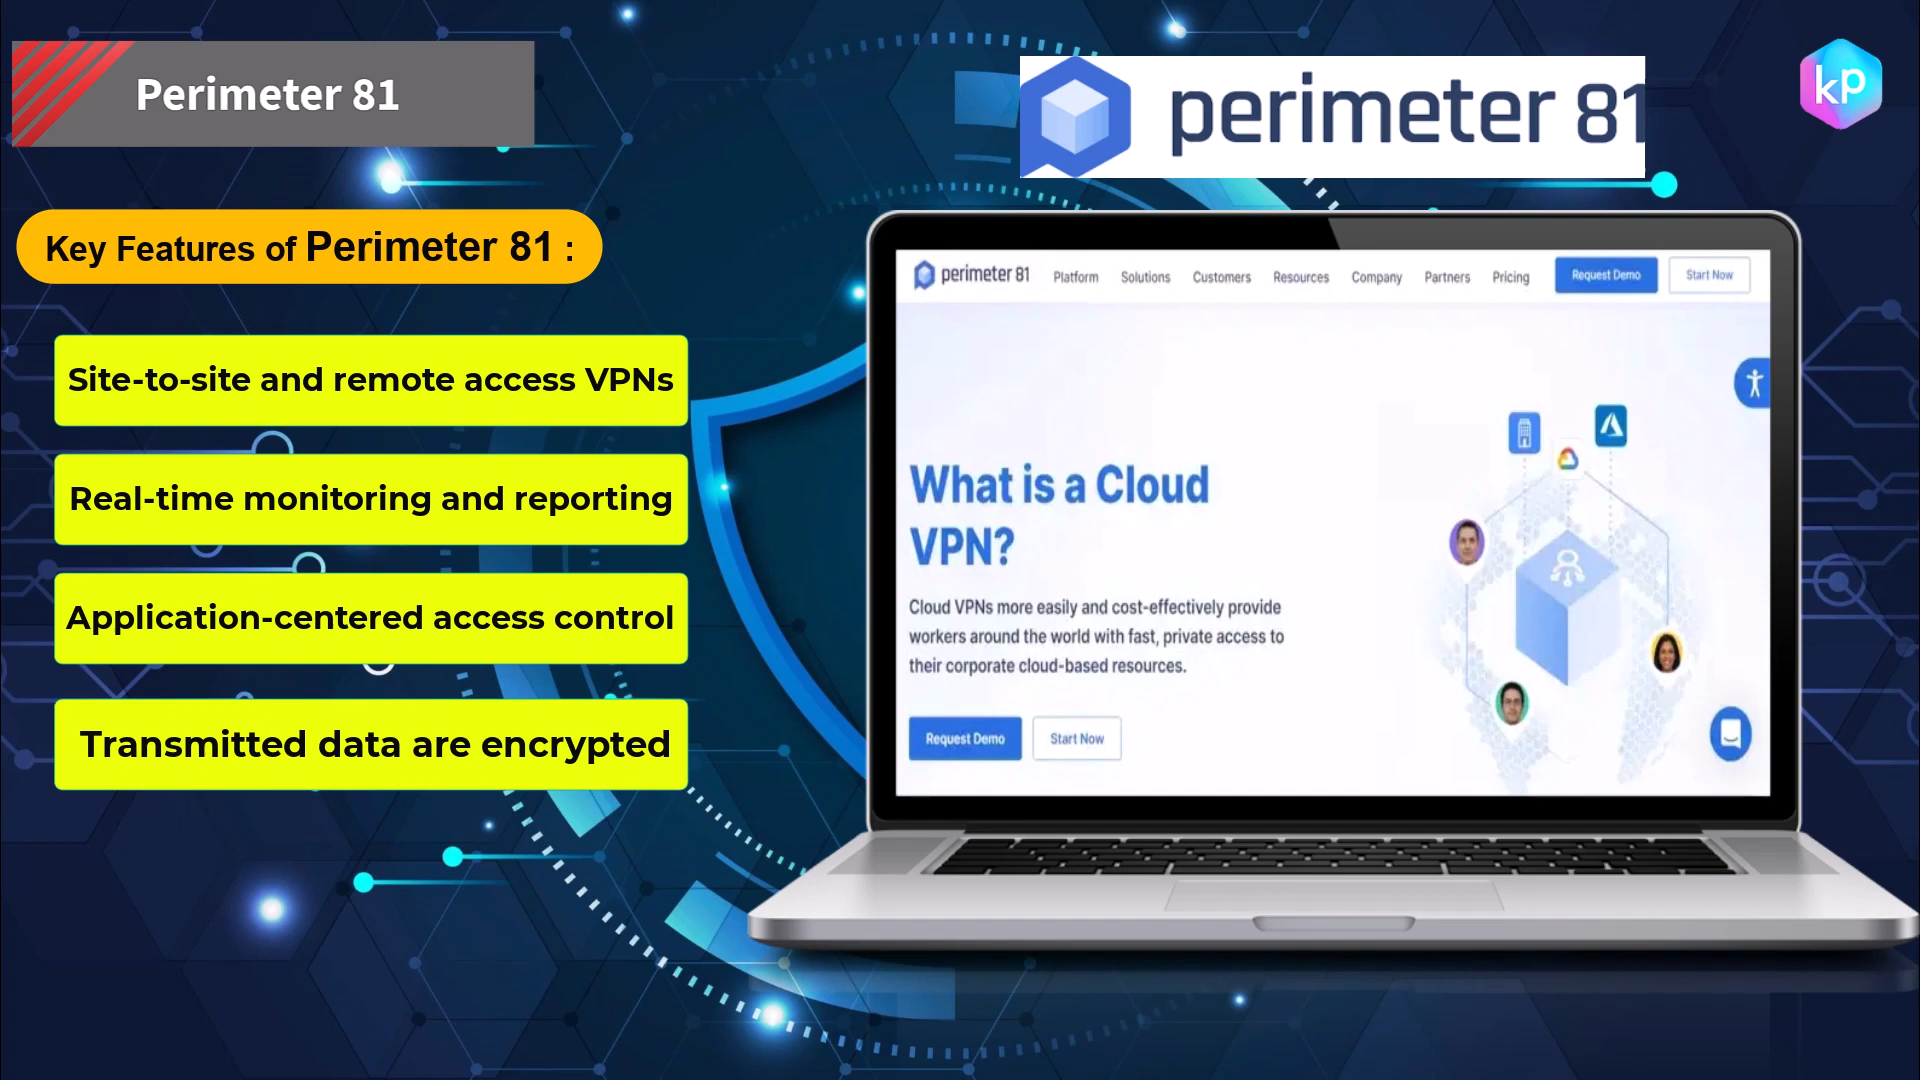 Perimeter 81
perimeter 81
kp
Key Features of Perimeter 81 :
Site-to-site and remote access VPNs
Real-time monitoring and reporting
Application-centered access control
Transmitted data are encrypted
perimeter 81 Platform Solutions Customers Resources Company Partners Pricing Request Demo Start Now
What is a Cloud
VPN?
Cloud VPNs more easily and cost-effectively provide
workers around the world with fast, private access to
their corporate cloud-based resources.
Request Demo Start Now